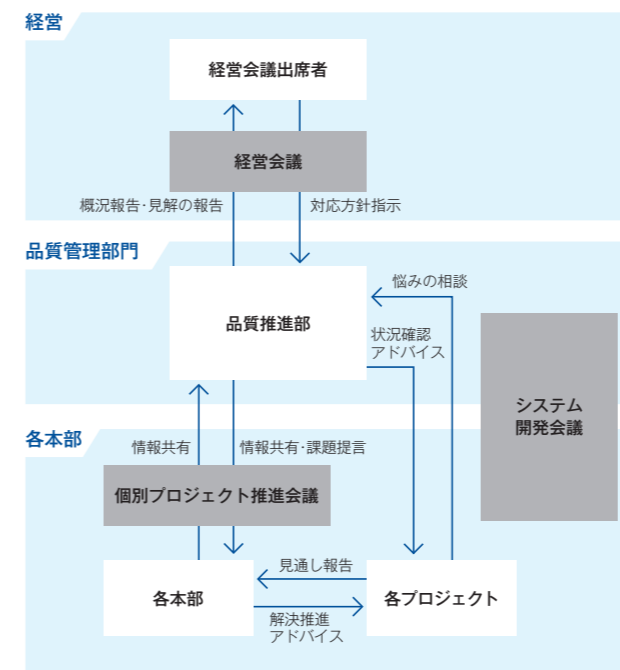 経営
経営会議出席者
経営会議
概況報告・見解の報告
対応方針指示
品質管理部門
品質推進部
悩みの相談
状況確認
アドバイス
システム
開発会議
各本部
情報共有
情報共有・課題提言
個別プロジェクト推進会議
見通し報告
各本部
各プロジェクト
解決推進
アドバイス